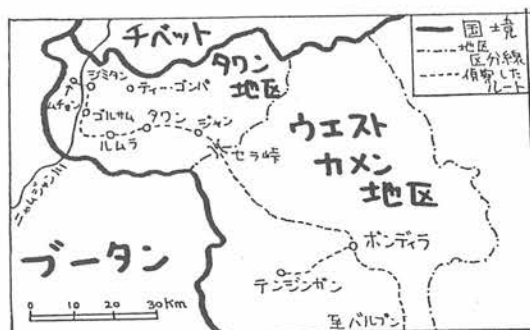 チベット
国境
地区
区分線
偵察した
ルート
タワン
地区
ジミタン
ティー・ゴンパ
ムチョン
ゴルサム
タワン
ジャン
ルムラ
セラ峠
ウエスト
カメン
地区
ニャムジャン川
ブータン
ボンディラ
テンジンガン
至バルプン
0 10 20 30KM